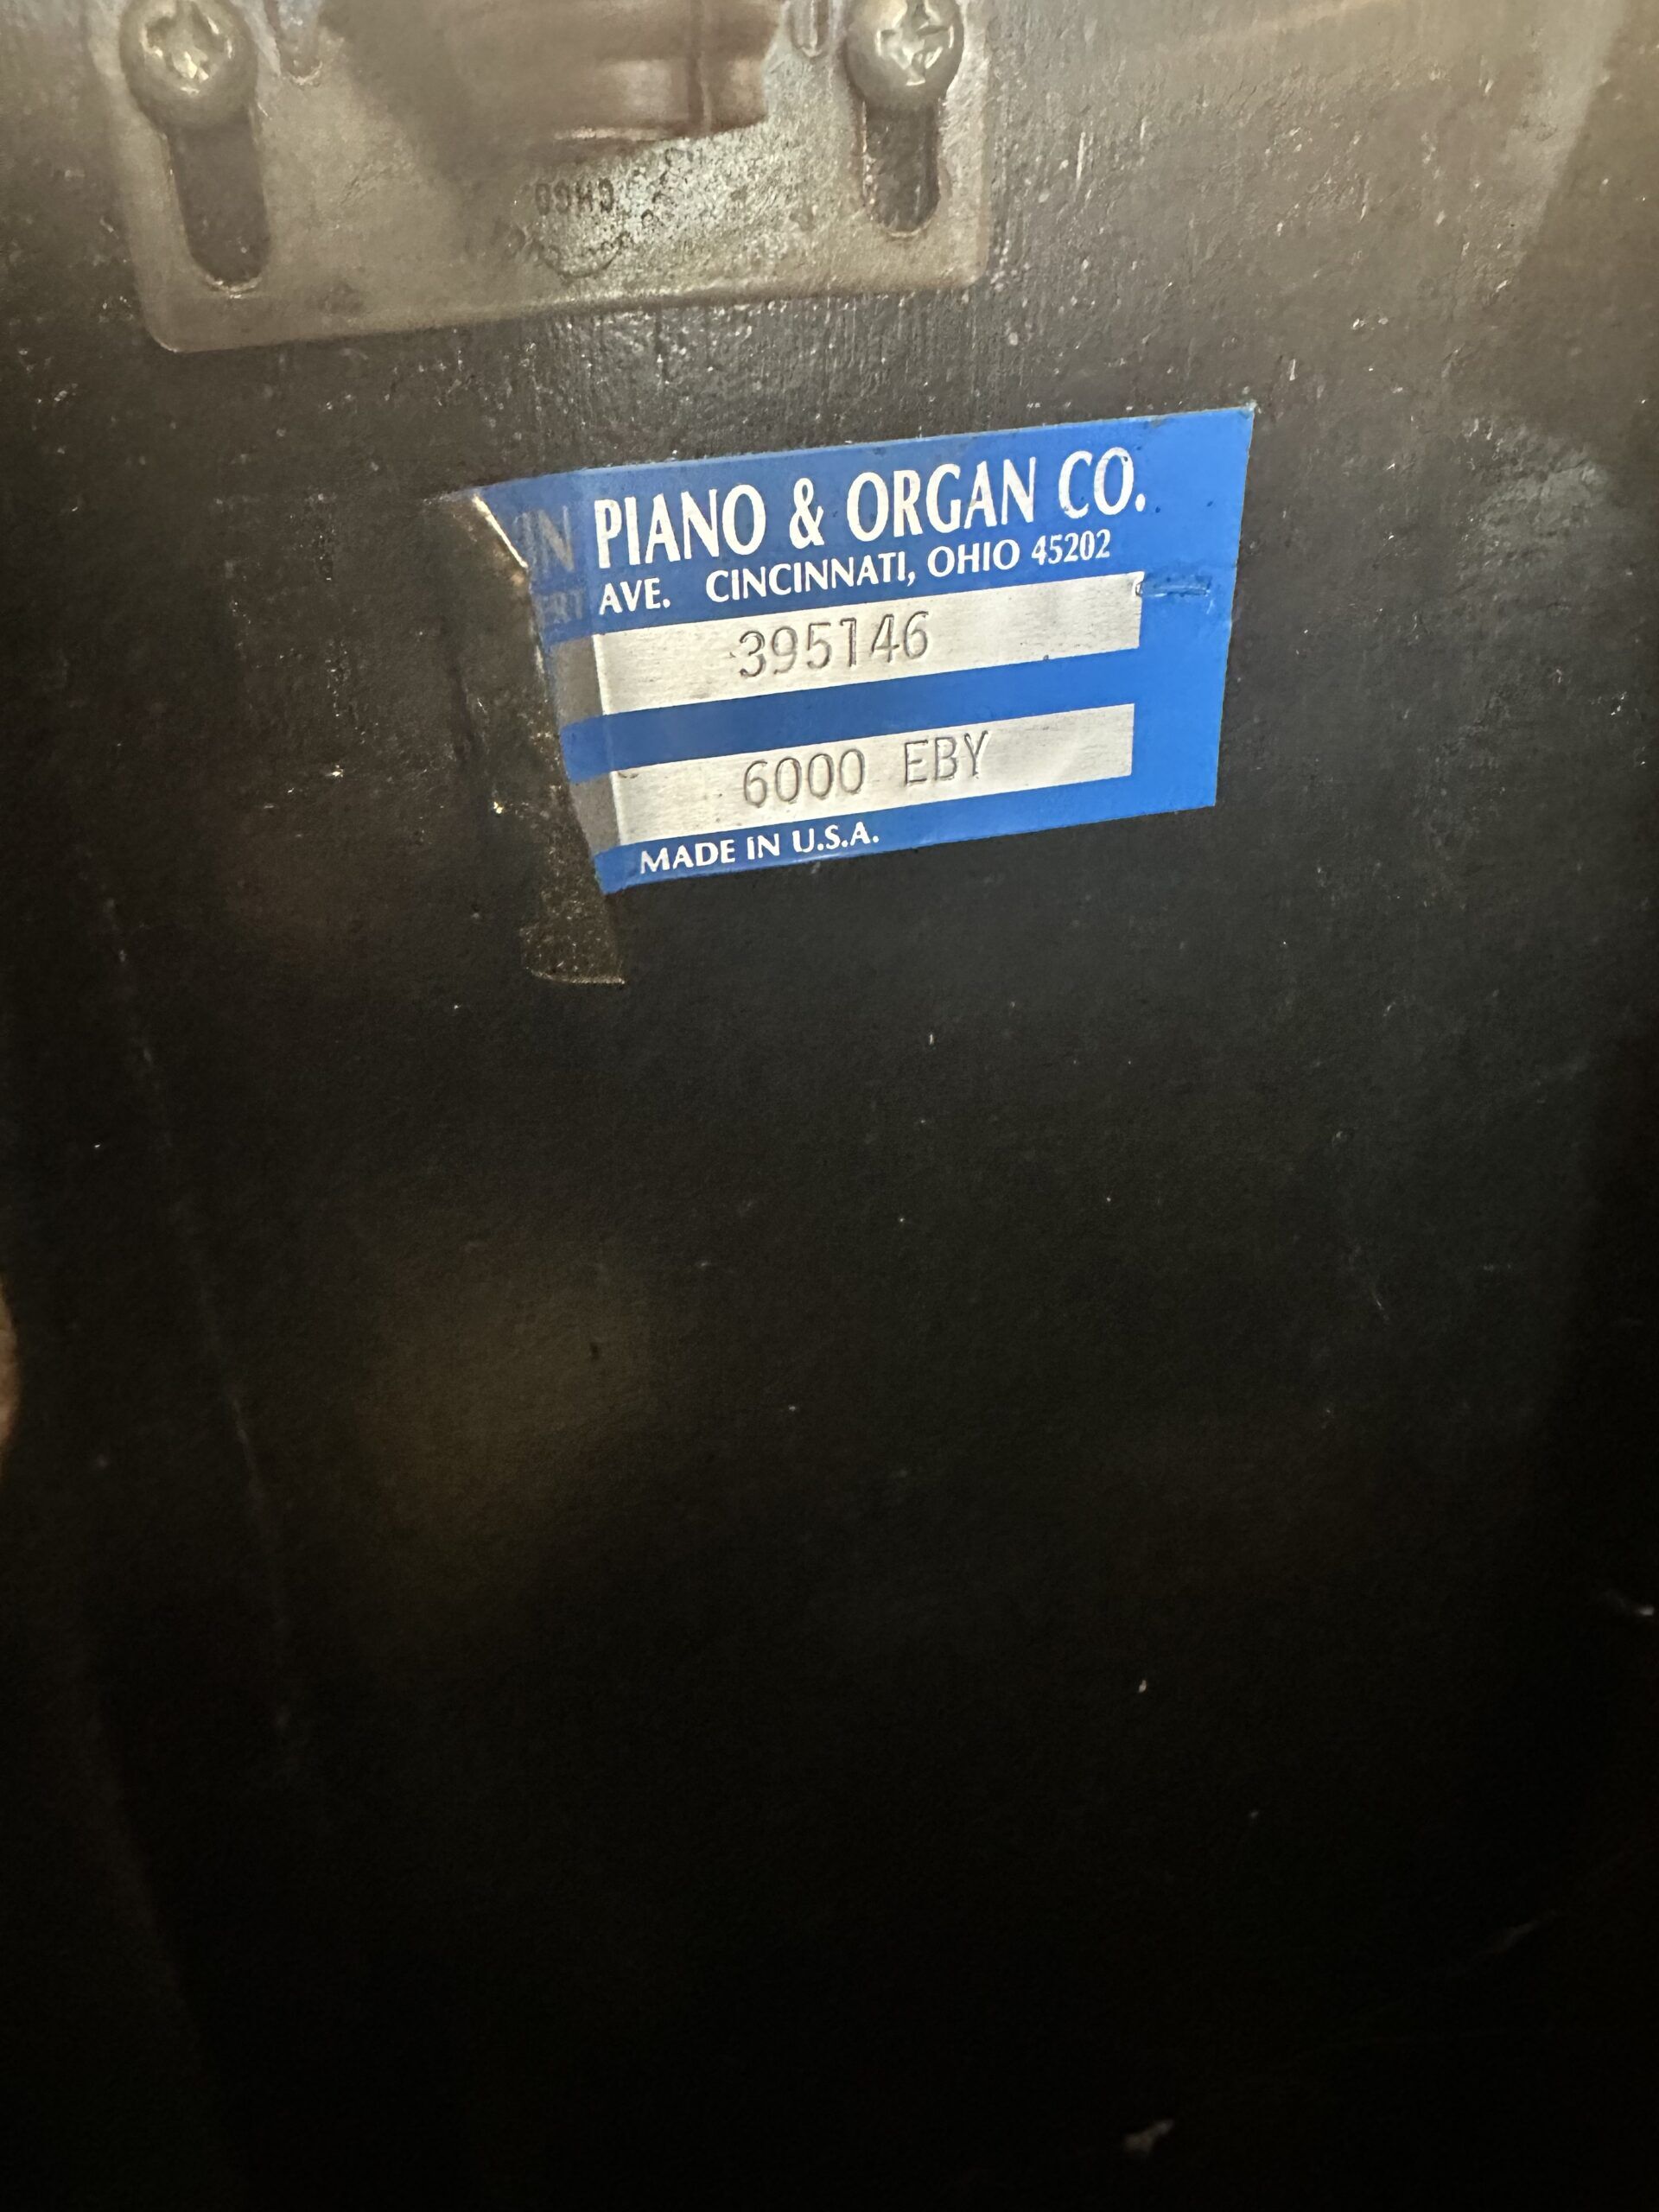 PIANO & ORGAN CO.
AVE. CINCINNATI, OHIO 45202
395146
6000 EBY
MADE IN U.S.A.